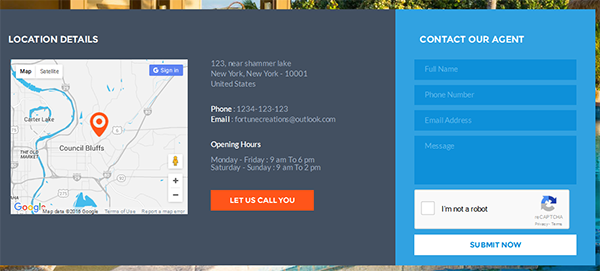 LOCATION DETAILS
Map
Satellite
Sign in
Carter Lake
THE OLD
MARKET
Council Bluffs
Google
Map data ©2016 Google
Terms of Use
Report a map error
123, near shammer lake
New York, New York - 10001
United States
Phone : 1234-123-123
Email : fortunecreations@outlook.com
Opening Hours
Monday - Friday : 9 am To 6 pm
Saturday - Sunday : 9 am To 2 pm
LET US CALL YOU
CONTACT OUR AGENT
Full Name
Phone Number
Email Address
Message
I'm not a robot
reCAPTCHA
Privacy - Terms
SUBMIT NOW